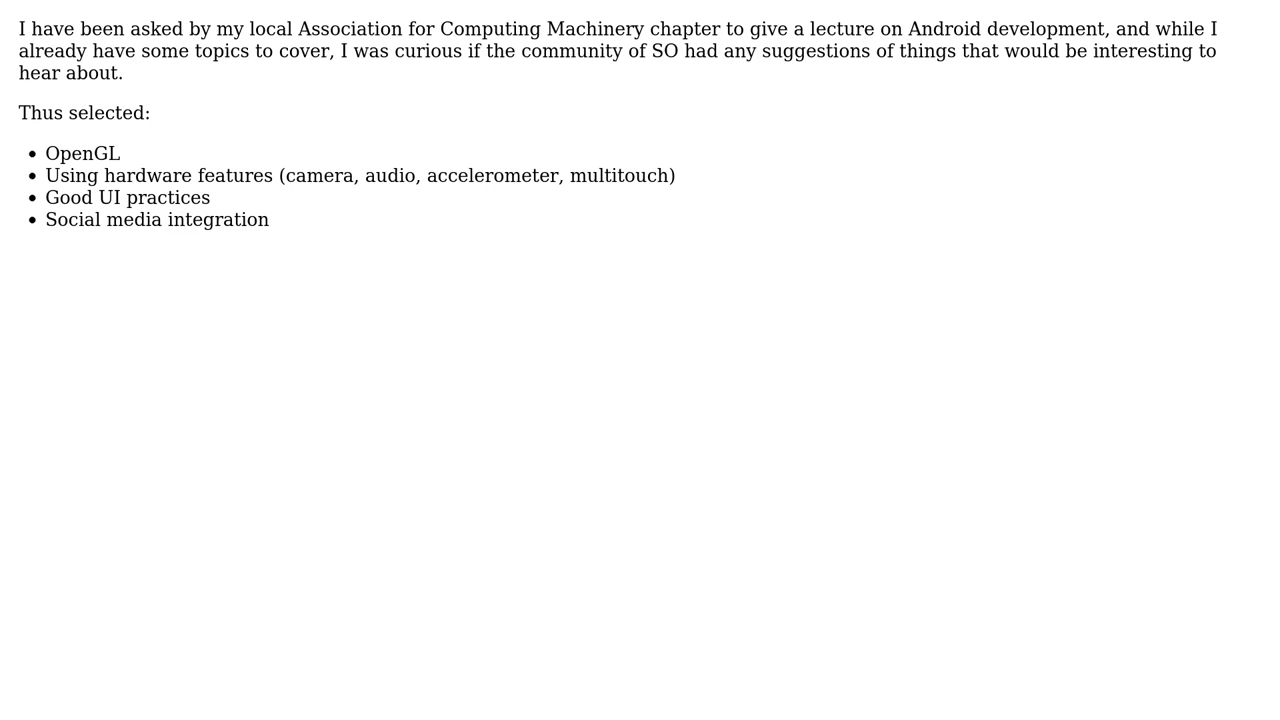 I have been asked by my local Association for Computing Machinery chapter to give a lecture on Android development, and while I
already have some topics to cover, I was curious if the community of SO had any suggestions of things that would be interesting to
hear about.
Thus selected:
• OpenGL
• Using hardware features (camera, audio, accelerometer, multitouch)
• Good UI practices
• Social media integration